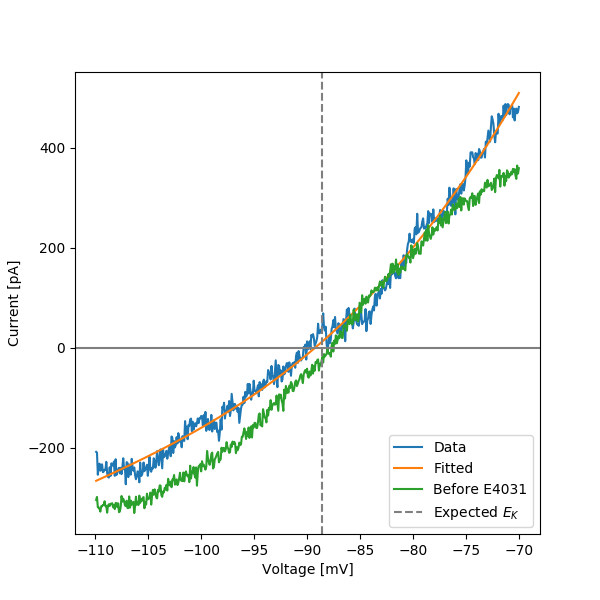 400
200
0
−200
−110
−105
−100
−95
−90
−85
−80
−75
−70
Current [pA]
Voltage [mV]
Data
Fitted
Before E4031
Expected E_K